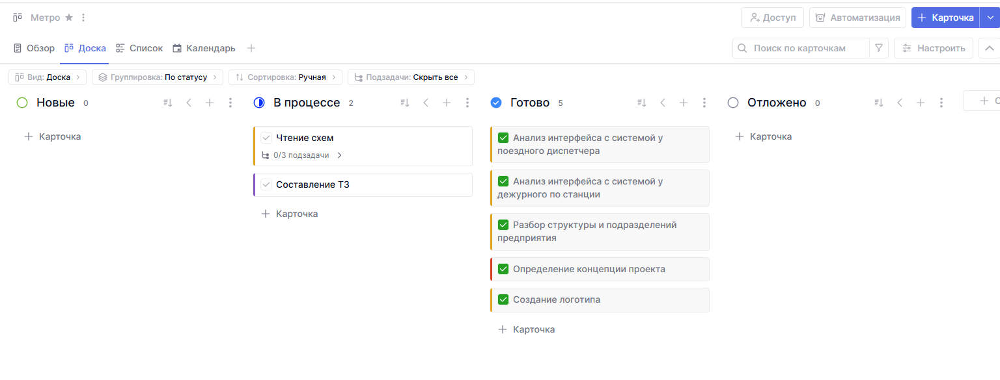 Метро
Доступ
Автоматизация
Карточка
Обзор
Доска
Список
Календарь
Поиск по карточкам
Настроить
Вид: Доска
Группировка: По статусу
Сортировка: Ручная
Подзадачи: Скрыть все
Новые 0
Карточка
В процессе 2
Чтение схем
0/3 подзадачи
Составление ТЗ
Карточка
Готово 5
Анализ интерфейса с системой у
поездного диспетчера
Анализ интерфейса с системой у
дежурного по станции
Разбор структуры и подразделений
предприятия
Определение концепции проекта
Создание логотипа
Карточка
Отложено 0
Карточка